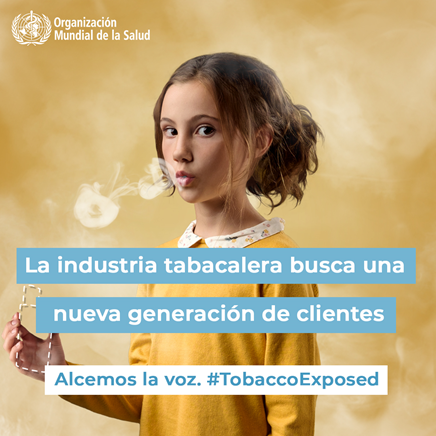 Organización
Mundial de la Salud
La industria tabacalera busca una
nueva generación de clientes
Alcemos la voz. #TobaccoExposed